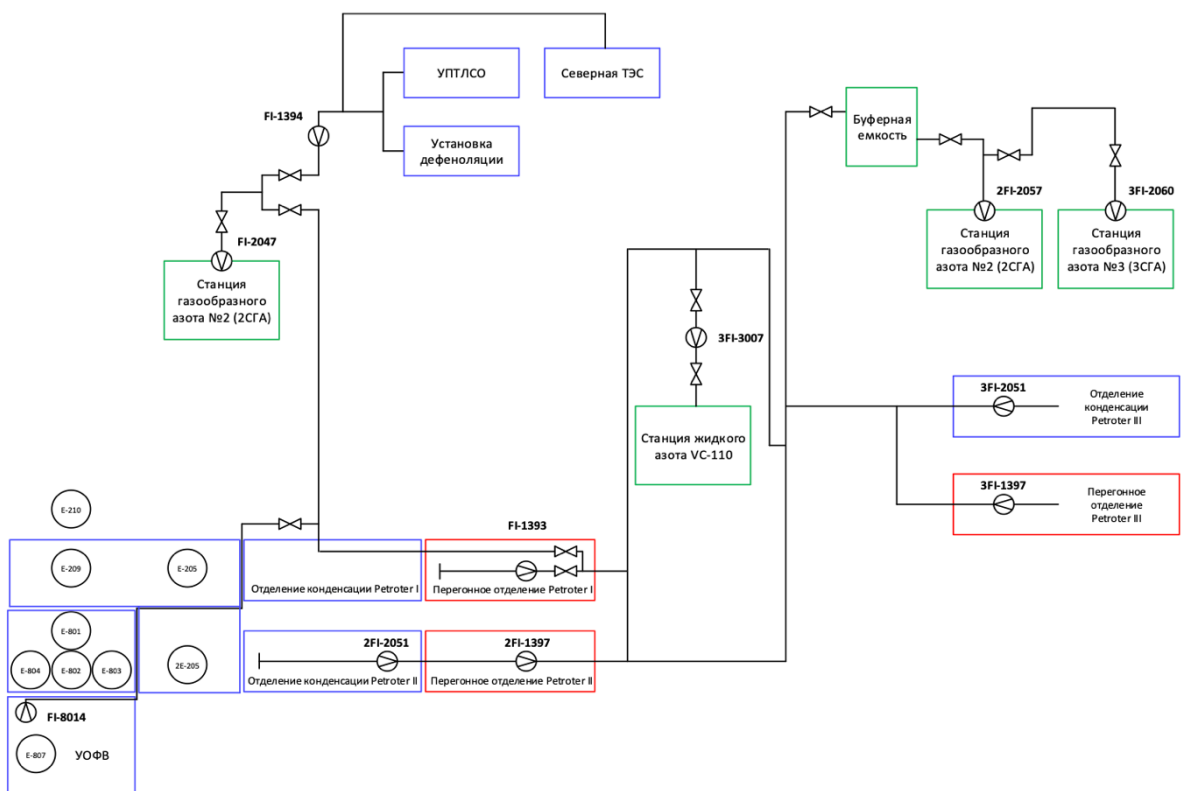 УПТЛСО
Северная ТЭС
FI-1394
Буферная
емкость
Установка
дефеноляции
2FI-2057
3FI-2060
FI-2047
Станция
газообразного
азота №2 (2СГА)
Станция
газообразного
азота №3 (3СГА)
Станция
газообразного
азота №2 (2СГА)
3FI-3007
3FI-2051
Отделение
конденсации
Petroter III
Станция жидкого
азота VC-110
3FI-1397
Перегонное
отделение
Petroter III
E-210
FI-1393
E-209
E-205
Отделение конденсации Petroter I
Перегонное отделение Petroter I
E-801
E-804
E-802
E-803
2E-205
2FI-2051
2FI-1397
Отделение конденсации Petroter II
Перегонное отделение Petroter II
FI-8014
E-807
УОФВ